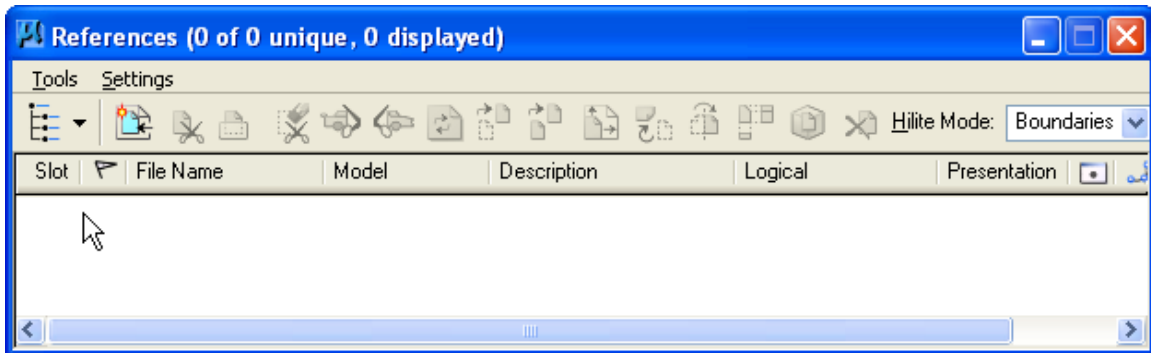 References (0 of 0 unique, 0 displayed)
Tools Settings
Hilite Mode: Boundaries
Slot File Name Model Description Logical Presentation